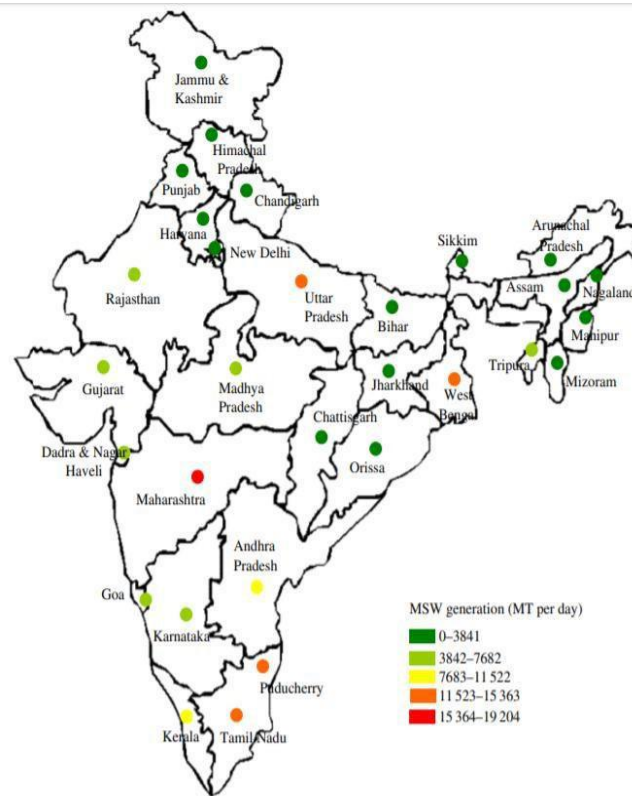 Jammu &
Kashmir
Himachal
Pradesh
Punjab
Chandigarh
Haryana
New Delhi
Sikkim
Arunachal
Pradesh
Assam
Nagaland
Rajasthan
Uttar
Pradesh
Bihar
Manipur
Tripura
Mizoram
Gujarat
Madhya
Pradesh
Jharkhand
West
Bengal
Chattisgarh
Orissa
Dadra & Nagar
Haveli
Maharashtra
Andhra
Pradesh
Goa
Karnataka
Puducherry
Kerala
Tamil Nadu
MSW generation (MT per day)
0–3841
3842–7682
7683–11 522
11 523–15 363
15 364–19 204